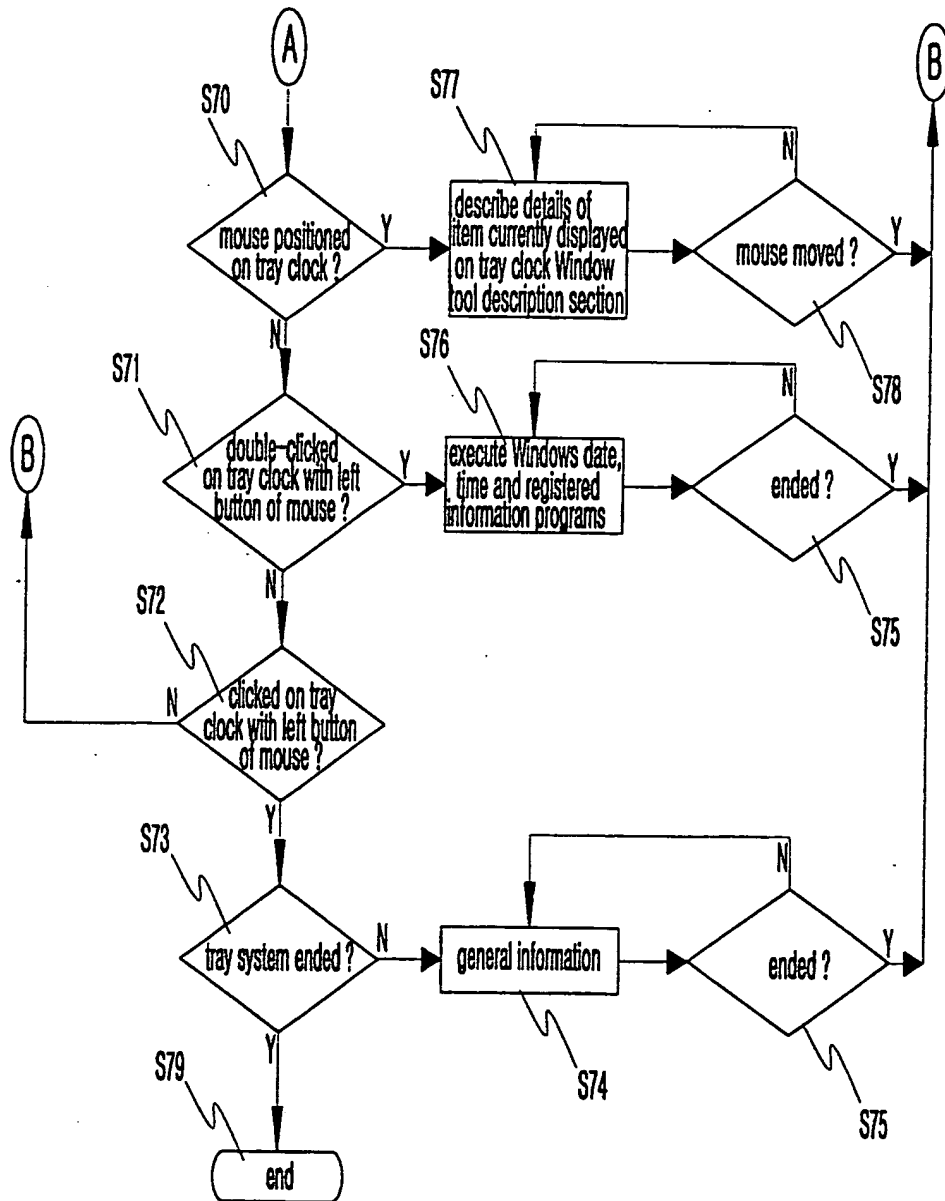 A
B
S70
mouse positioned
on tray clock ?
Y
N
S77
describe details of
item currently displayed
on tray clock Window
tool description section
N
mouse moved ?
Y
S78
S71
B
double-clicked
on tray clock with left
button of mouse ?
Y
N
S76
execute Windows date,
time and registered
information programs
N
ended ?
Y
S75
S72
N
clicked on tray
clock with left button
of mouse ?
Y
S73
tray system ended ?
N
Y
general information
S74
N
ended ?
Y
S75
S79
end